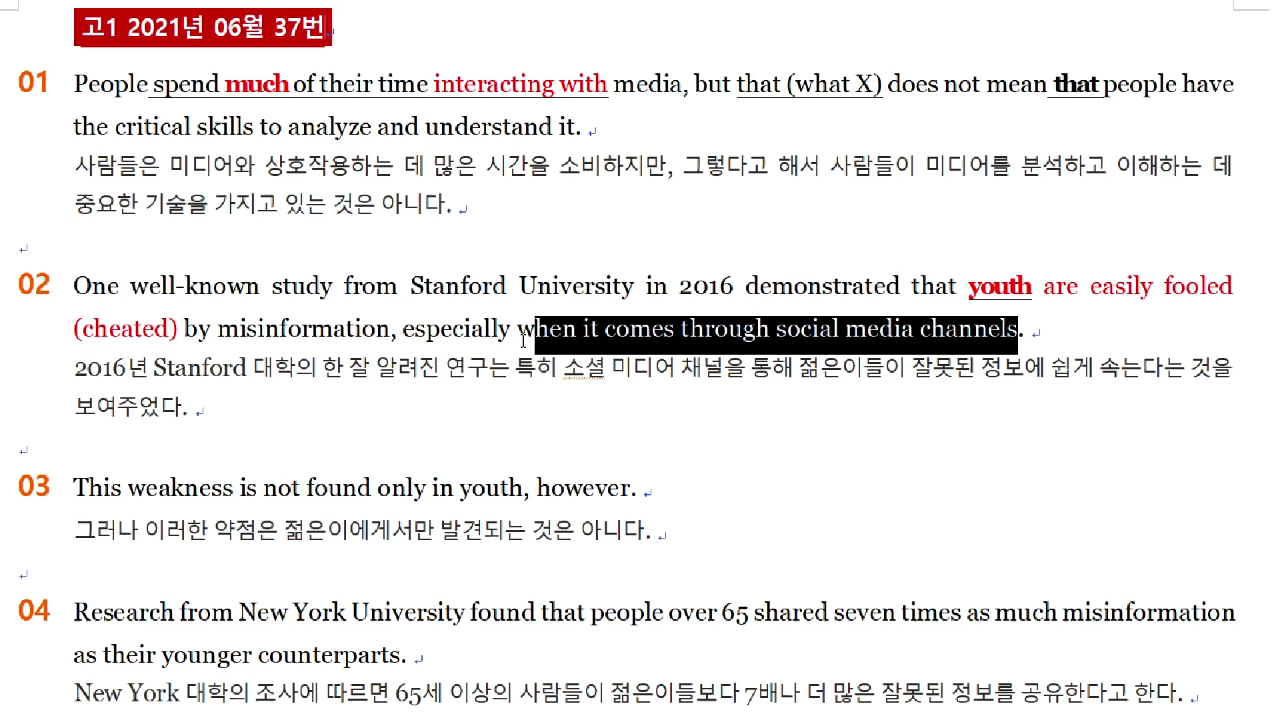 고1 2021년 06월 37번
01 People spend much of their time interacting with media, but that (what X) does not mean that people have
the critical skills to analyze and understand it.
사람들은 미디어와 상호작용하는 데 많은 시간을 소비하지만, 그렇다고 해서 사람들이 미디어를 분석하고 이해하는 데
중요한 기술을 가지고 있는 것은 아니다.
02 One well-known study from Stanford University in 2016 demonstrated that youth are easily fooled
(cheated) by misinformation, especially when it comes through social media channels.
2016년 Stanford 대학의 한 잘 알려진 연구는 특히 소셜 미디어 채널을 통해 젊은이들이 잘못된 정보에 쉽게 속는다는 것을
보여주었다.
03 This weakness is not found only in youth, however.
그러나 이러한 약점은 젊은이에게서만 발견되는 것은 아니다.
04 Research from New York University found that people over 65 shared seven times as much misinformation
as their younger counterparts.
New York 대학의 조사에 따르면 65세 이상의 사람들이 젊은이들보다 7배나 더 많은 잘못된 정보를 공유한다고 한다.